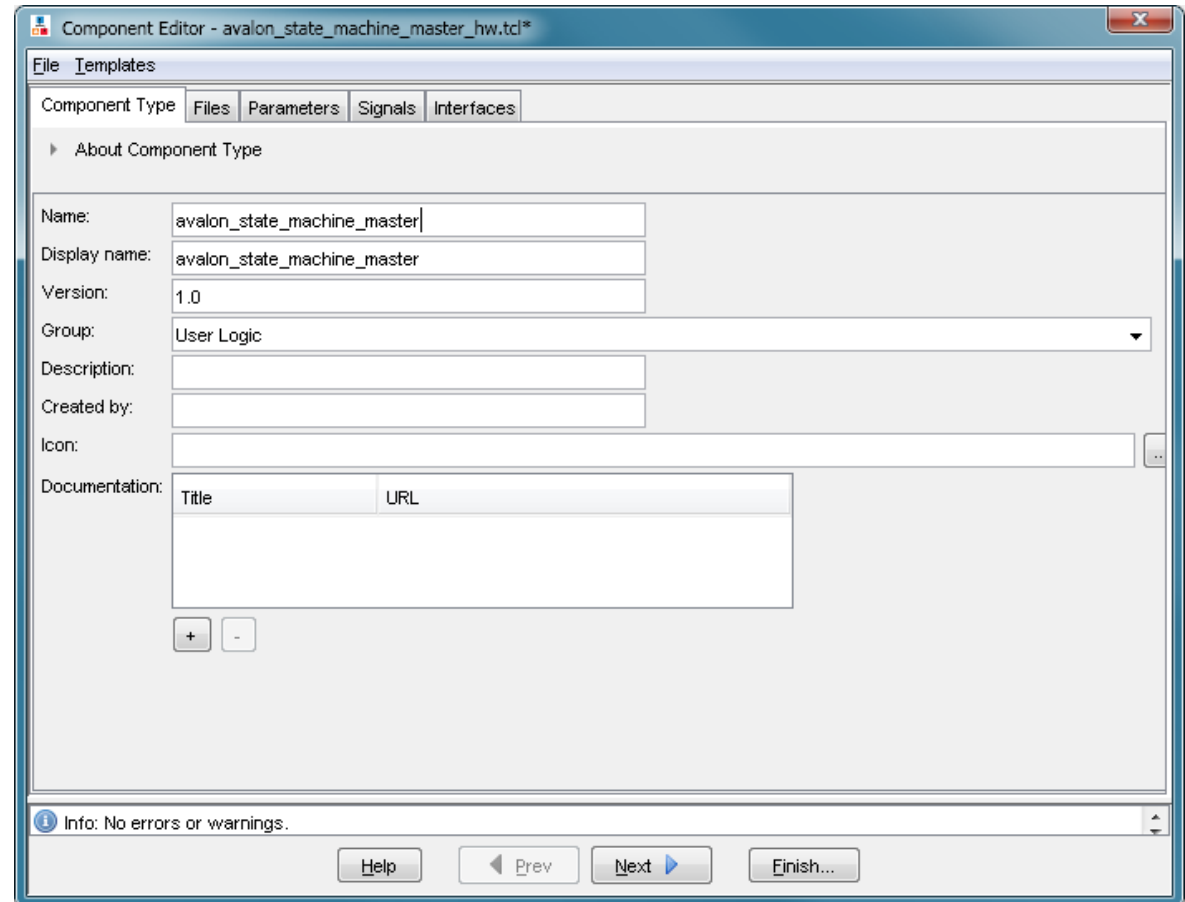 Component Editor - avalon_state_machine_master_hw.tcl*
File Templates
Component Type Files Parameters Signals Interfaces
About Component Type
Name: avalon_state_machine_master
Display name: avalon_state_machine_master
Version: 1.0
Group: User Logic
Description:
Created by:
Icon: ..
Documentation: Title URL
+ -
Info: No errors or warnings.
Help Prev Next Finish...